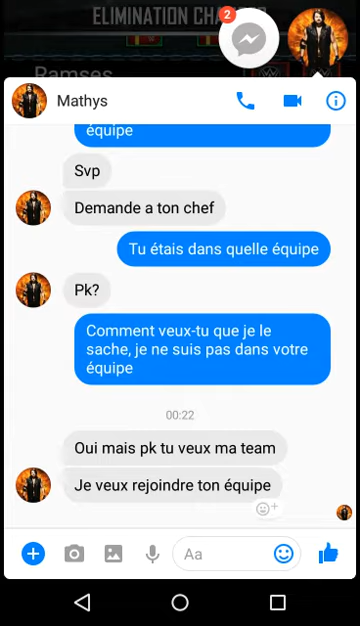 ELIMINATION CHA
2
Ramses
Mathys
équipe
Svp
Demande a ton chef
Tu étais dans quelle équipe
Pk?
Comment veux-tu que je le
sache, je ne suis pas dans votre
équipe
00:22
Oui mais pk tu veux ma team
Je veux rejoindre ton équipe
Aa